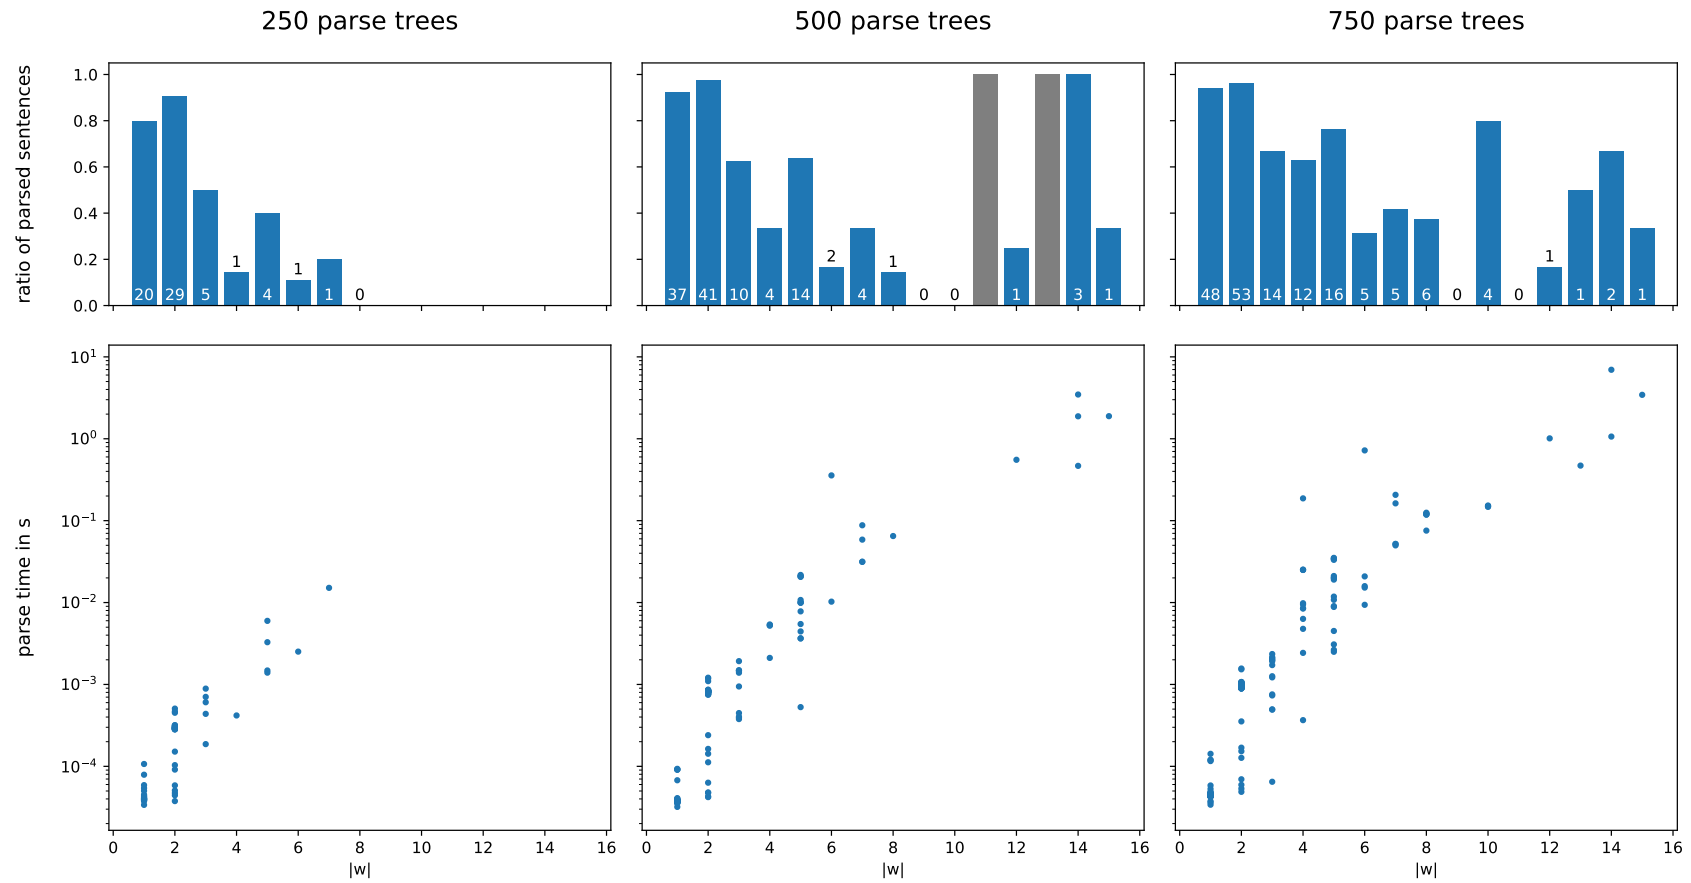 250 parse trees 500 parse trees 750 parse trees
ratio of parsed sentences
1.0
0.8
0.6
0.4
0.2
0.0
20 29 5 1 4 1 1 0
37 41 10 4 14 2 4 1 0 0 1 3 1
48 53 14 12 16 5 5 6 0 4 0 1 1 2 1
parse time in s
10¹
10⁰
10⁻¹
10⁻²
10⁻³
10⁻⁴
0 2 4 6 8 10 12 14 16
0 2 4 6 8 10 12 14 16
0 2 4 6 8 10 12 14 16
|w| |w| |w|